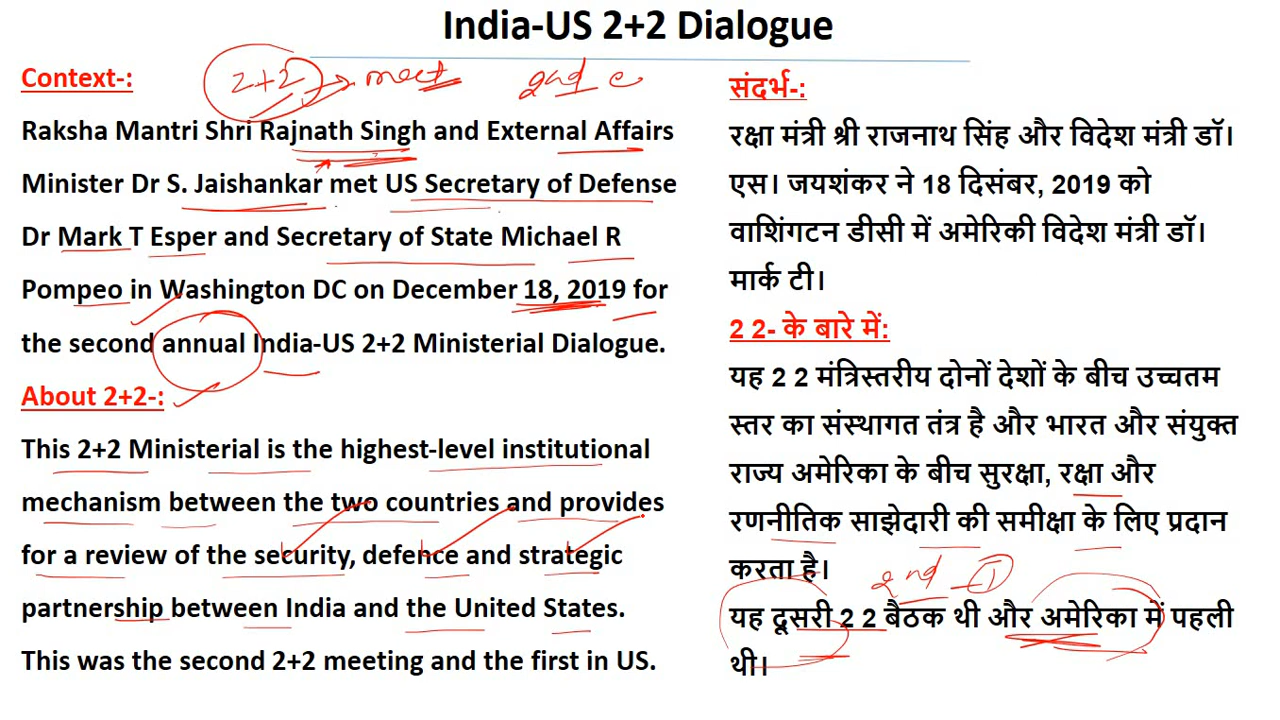 India-US 2+2 Dialogue
Context-:
2+2 → meet 2nd
Raksha Mantri Shri Rajnath Singh and External Affairs
Minister Dr S. Jaishankar met US Secretary of Defense
Dr Mark T Esper and Secretary of State Michael R
Pompeo in Washington DC on December 18, 2019 for
the second annual India-US 2+2 Ministerial Dialogue.
About 2+2-:
This 2+2 Ministerial is the highest-level institutional
mechanism between the two countries and provides
for a review of the security, defence and strategic
partnership between India and the United States.
This was the second 2+2 meeting and the first in US.
संदर्भ-:
रक्षा मंत्री श्री राजनाथ सिंह और विदेश मंत्री डॉ।
एस। जयशंकर ने 18 दिसंबर, 2019 को
वाशिंगटन डीसी में अमेरिकी विदेश मंत्री डॉ।
मार्क टी।
2 2- के बारे में:
यह 2 2 मंत्रिस्तरीय दोनों देशों के बीच उच्चतम
स्तर का संस्थागत तंत्र है और भारत और संयुक्त
राज्य अमेरिका के बीच सुरक्षा, रक्षा और
रणनीतिक साझेदारी की समीक्षा के लिए प्रदान
करता है।
2nd
यह दूसरी 2 2 बैठक थी और अमेरिका में पहली
थी।